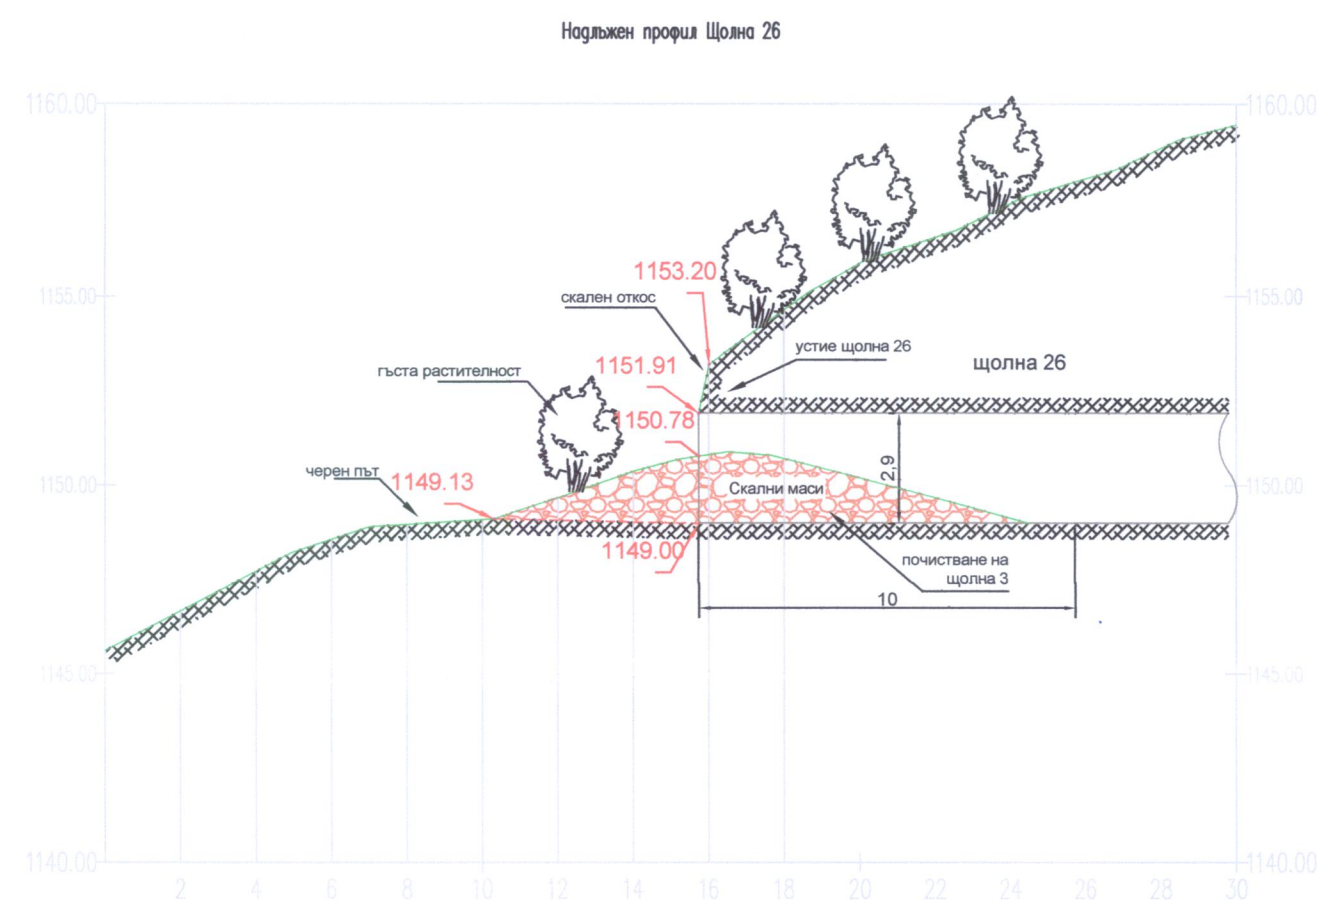 Надлъжен профил Щолна 26
1160.00
1160.00
1153.20
1155.00
скален откос
1155.00
устие щолна 26
1151.91
щолна 26
гъста растителност
1150.78
черен път
1149.13
2,9
1150.00
Скални маси
1150.00
1149.00
почистване на
щолна 3
10
1145.00
1145.00
1140.00
1140.00
2 4 6 8 10 12 14 16 18 20 22 24 26 28 30